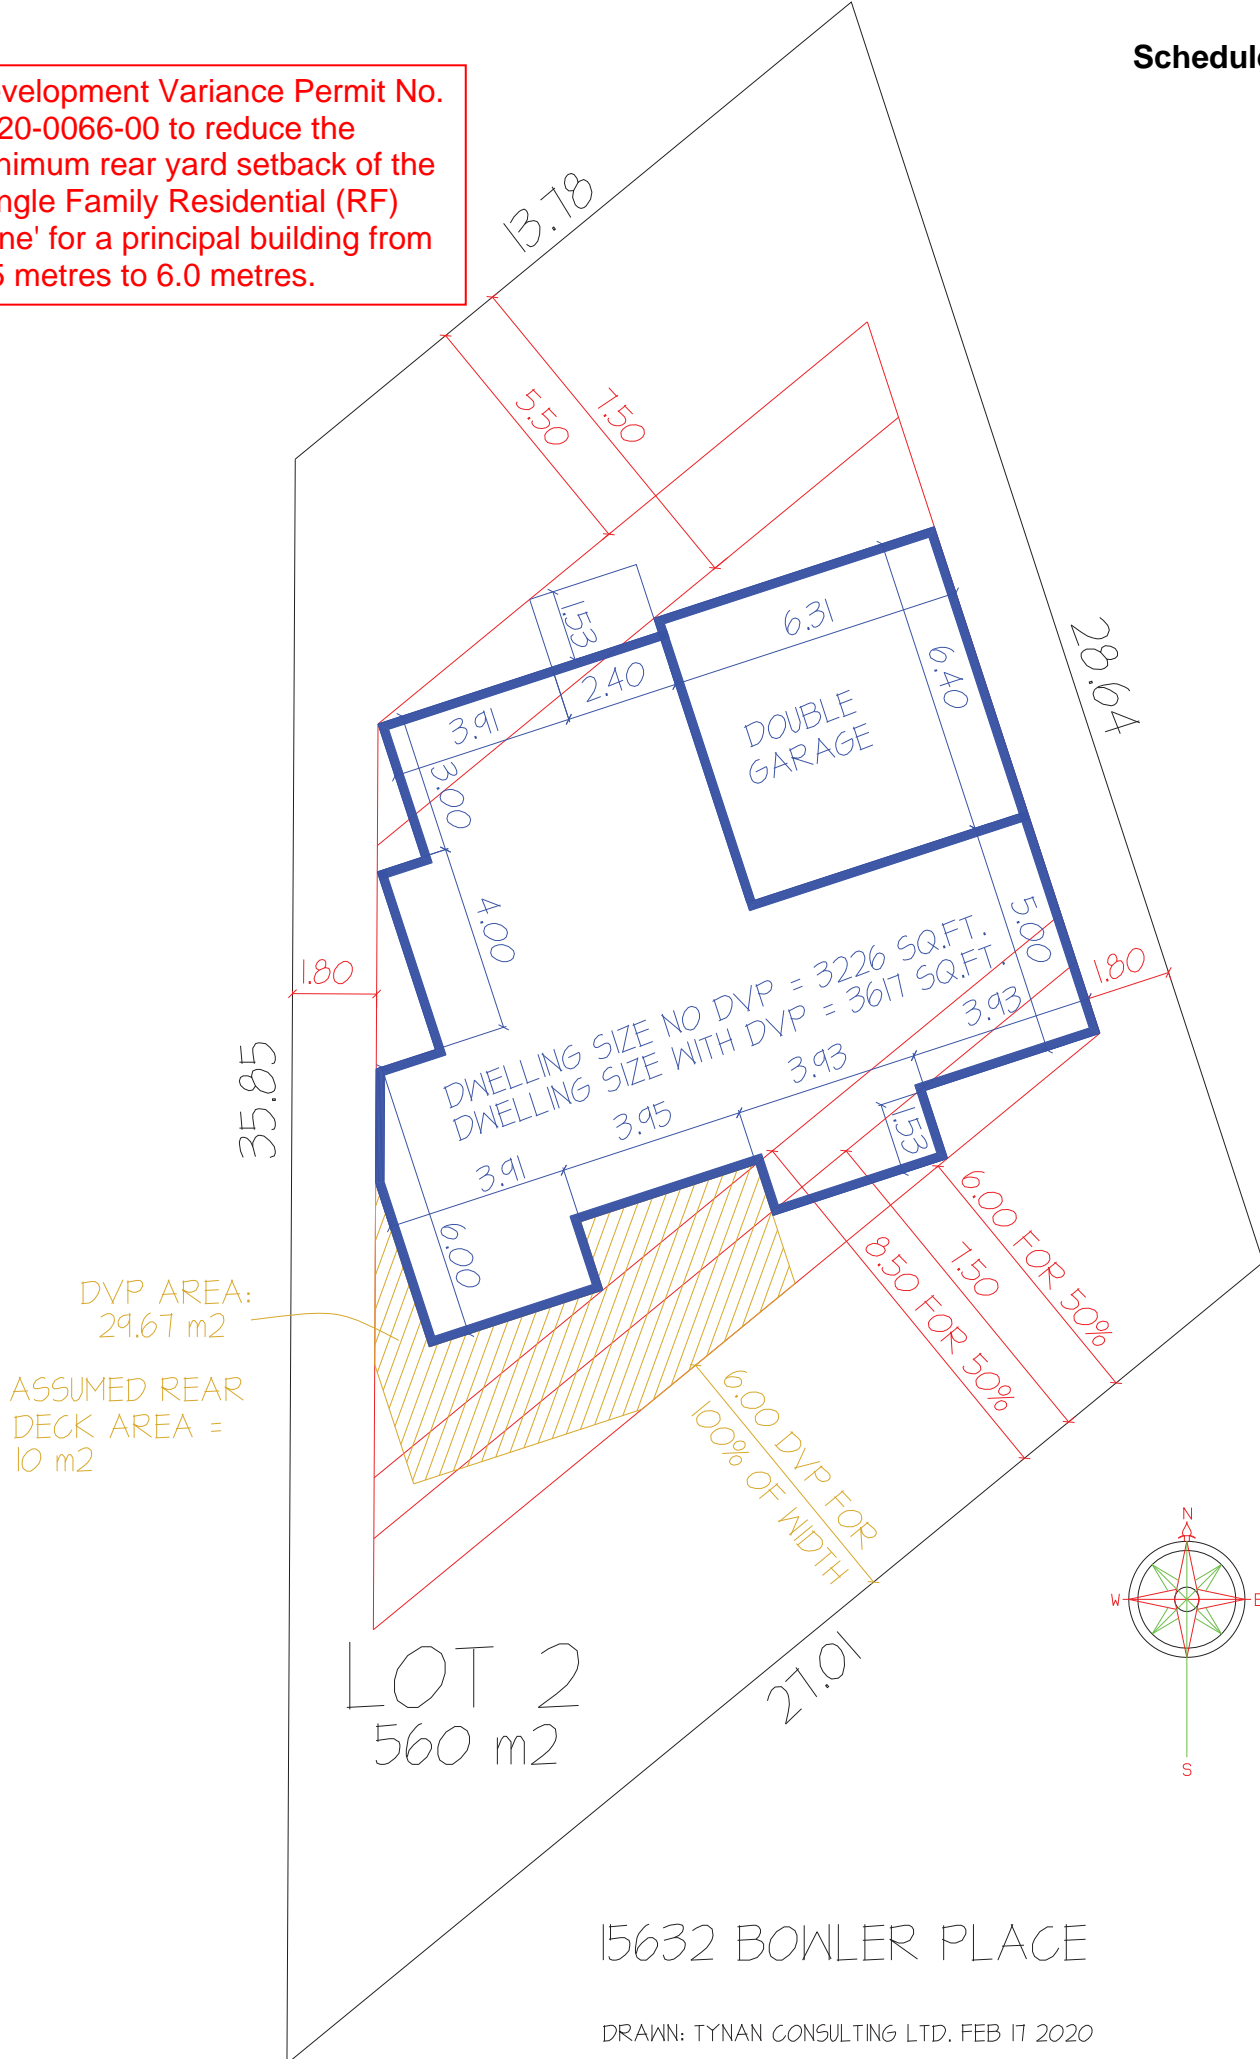 Schedule
velopment Variance Permit No.
20-0066-00 to reduce the
nimum rear yard setback of the
ngle Family Residential (RF)
ne' for a principal building from
5 metres to 6.0 metres.
13.78
5.50
7.50
1.53
2.40
6.31
3.91
3.00
6.40
28.64
DOUBLE
GARAGE
4.00
5.00
1.80
1.80
DWELLING SIZE NO DVP = 3226 SQ.FT.
DWELLING SIZE WITH DVP = 3617 SQ.FT.
35.85
3.93
3.93
3.95
3.91
1.53
6.00
6.00 FOR 50%
7.50
8.50 FOR 50%
DVP AREA:
29.67 m2
ASSUMED REAR
DECK AREA =
10 m2
6.00 DVP FOR
100% OF WIDTH
N
W
E
S
27.01
LOT 2
560 m2
15632 BOWLER PLACE
DRAWN: TYNAN CONSULTING LTD. FEB 17 2020